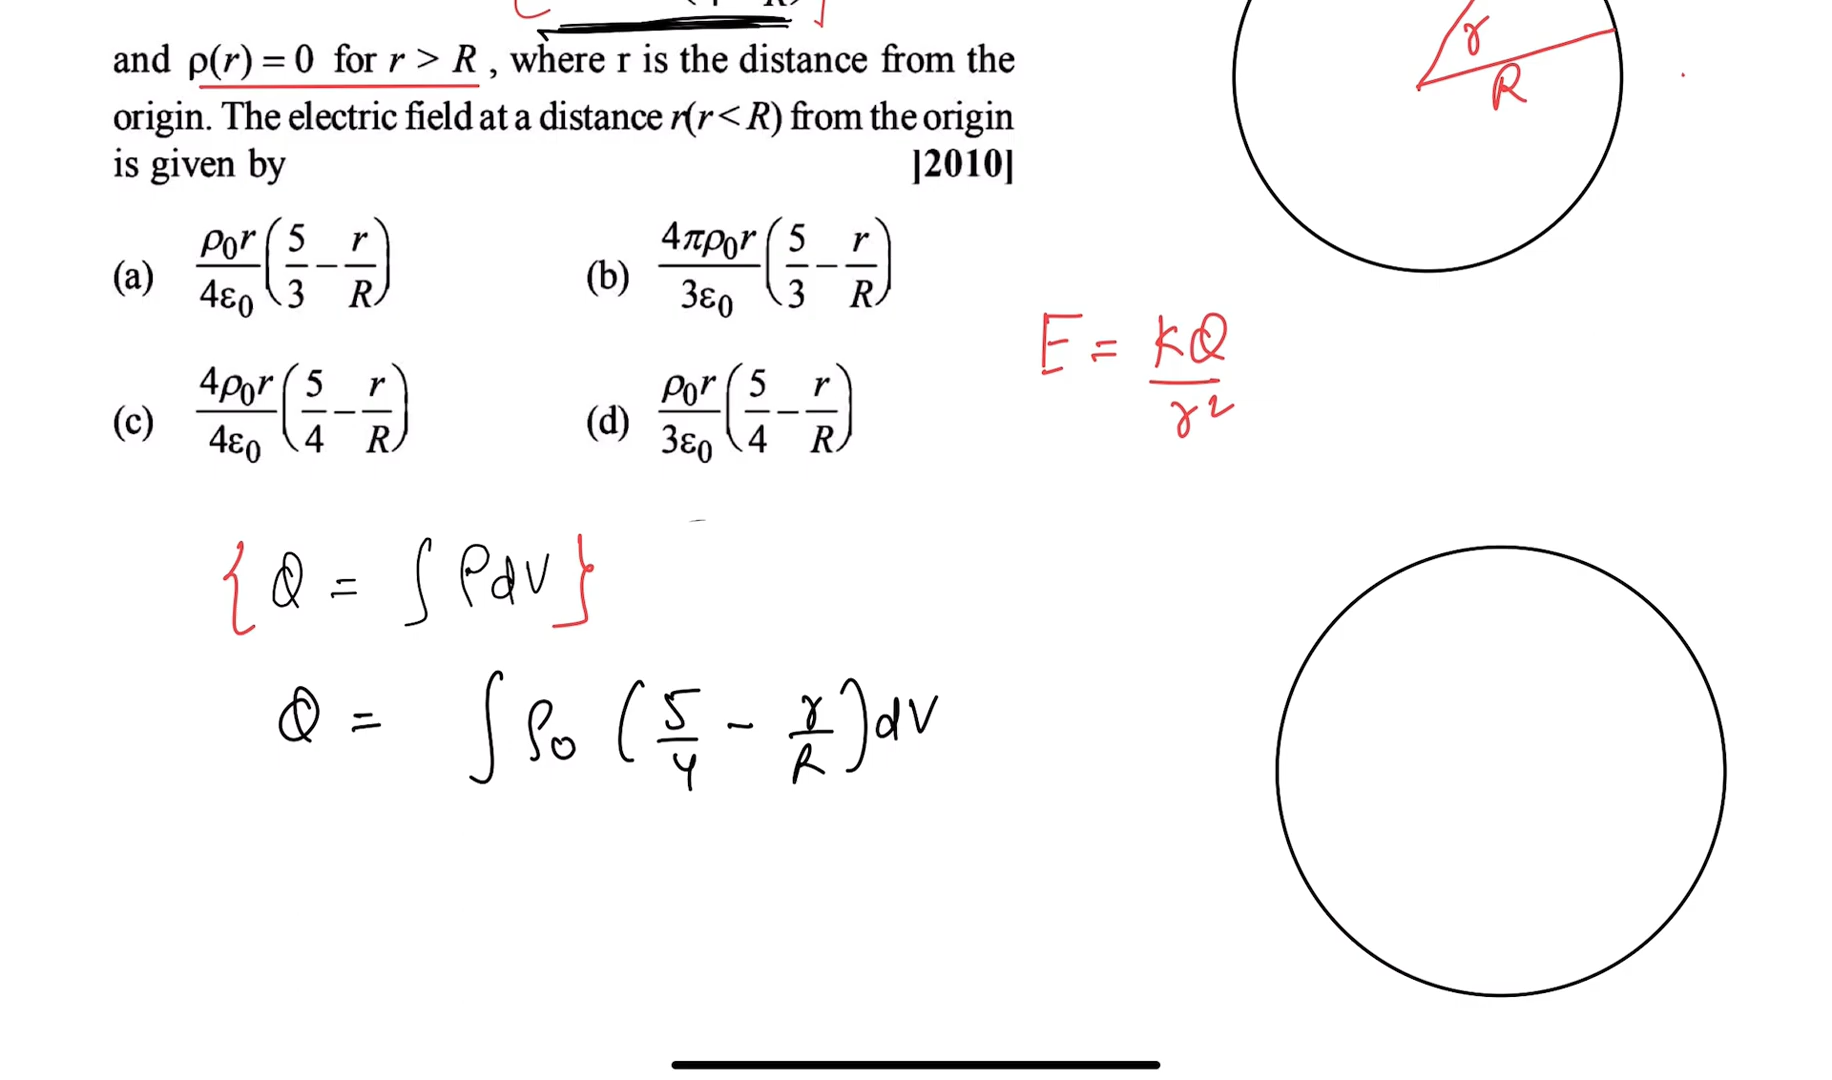 and ρ(r) = 0 for r > R , where r is the distance from the
origin. The electric field at a distance r(r < R) from the origin
is given by ]2010]
(a) ρ₀r/4ε₀ (5/3 − r/R) (b) 4πρ₀r/3ε₀ (5/3 − r/R)
(c) 4ρ₀r/4ε₀ (5/4 − r/R) (d) ρ₀r/3ε₀ (5/4 − r/R)
r
R
E = KQ/r²
{ Q = ∫ ρdV }
Q = ∫ ρ₀ (5/4 − r/R) dV